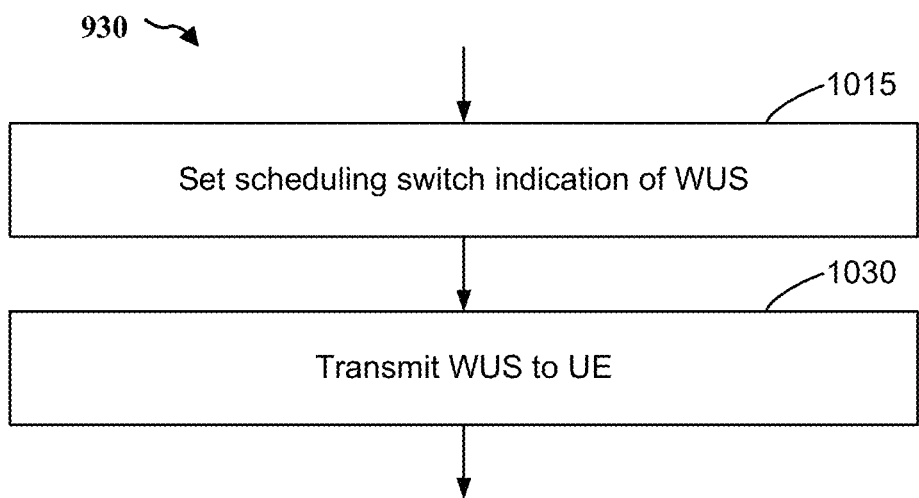 930
1015
Set scheduling switch indication of WUS
1030
Transmit WUS to UE